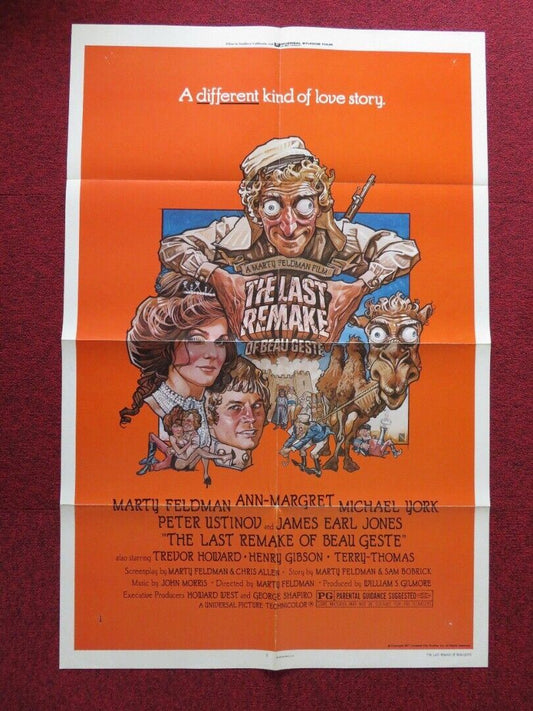 A different kind of love story.
A MARTY FELDMAN FILM
THE LAST
REMAKE
OF BEAU GESTE
MARTY FELDMAN ANN-MARGRET MICHAEL YORK
PETER USTINOV and JAMES EARL JONES
"THE LAST REMAKE OF BEAU GESTE"
also starring TREVOR HOWARD • HENRY GIBSON • TERRY-THOMAS
Screenplay by MARTY FELDMAN & CHRIS ALLEN • Story by MARTY FELDMAN & SAM BOBRICK
Music by JOHN MORRIS • Directed by MARTY FELDMAN • Produced by WILLIAM S. GILMORE
Executive Producers HOWARD WEST and GEORGE SHAPIRO
PG PARENTAL GUIDANCE SUGGESTED
A UNIVERSAL PICTURE TECHNICOLOR®